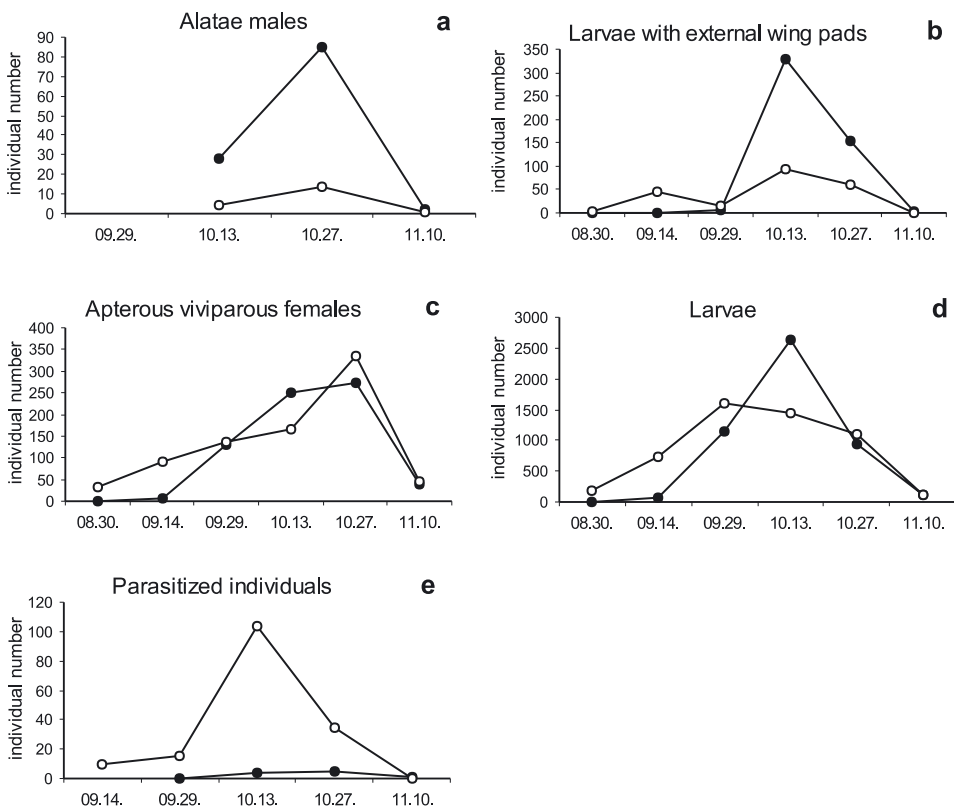 Alatae males
a
90
80
70
60
50
40
30
20
10
0
individual number
09.29. 10.13. 10.27. 11.10.
Larvae with external wing pads
b
350
300
250
200
150
100
50
0
individual number
08.30. 09.14. 09.29. 10.13. 10.27. 11.10.
Apterous viviparous females
c
400
350
300
250
200
150
100
50
0
individual number
08.30. 09.14. 09.29. 10.13. 10.27. 11.10.
Larvae
d
3000
2500
2000
1500
1000
500
0
individual number
08.30. 09.14. 09.29. 10.13. 10.27. 11.10.
Parasitized individuals
e
120
100
80
60
40
20
0
individual number
09.14. 09.29. 10.13. 10.27. 11.10.